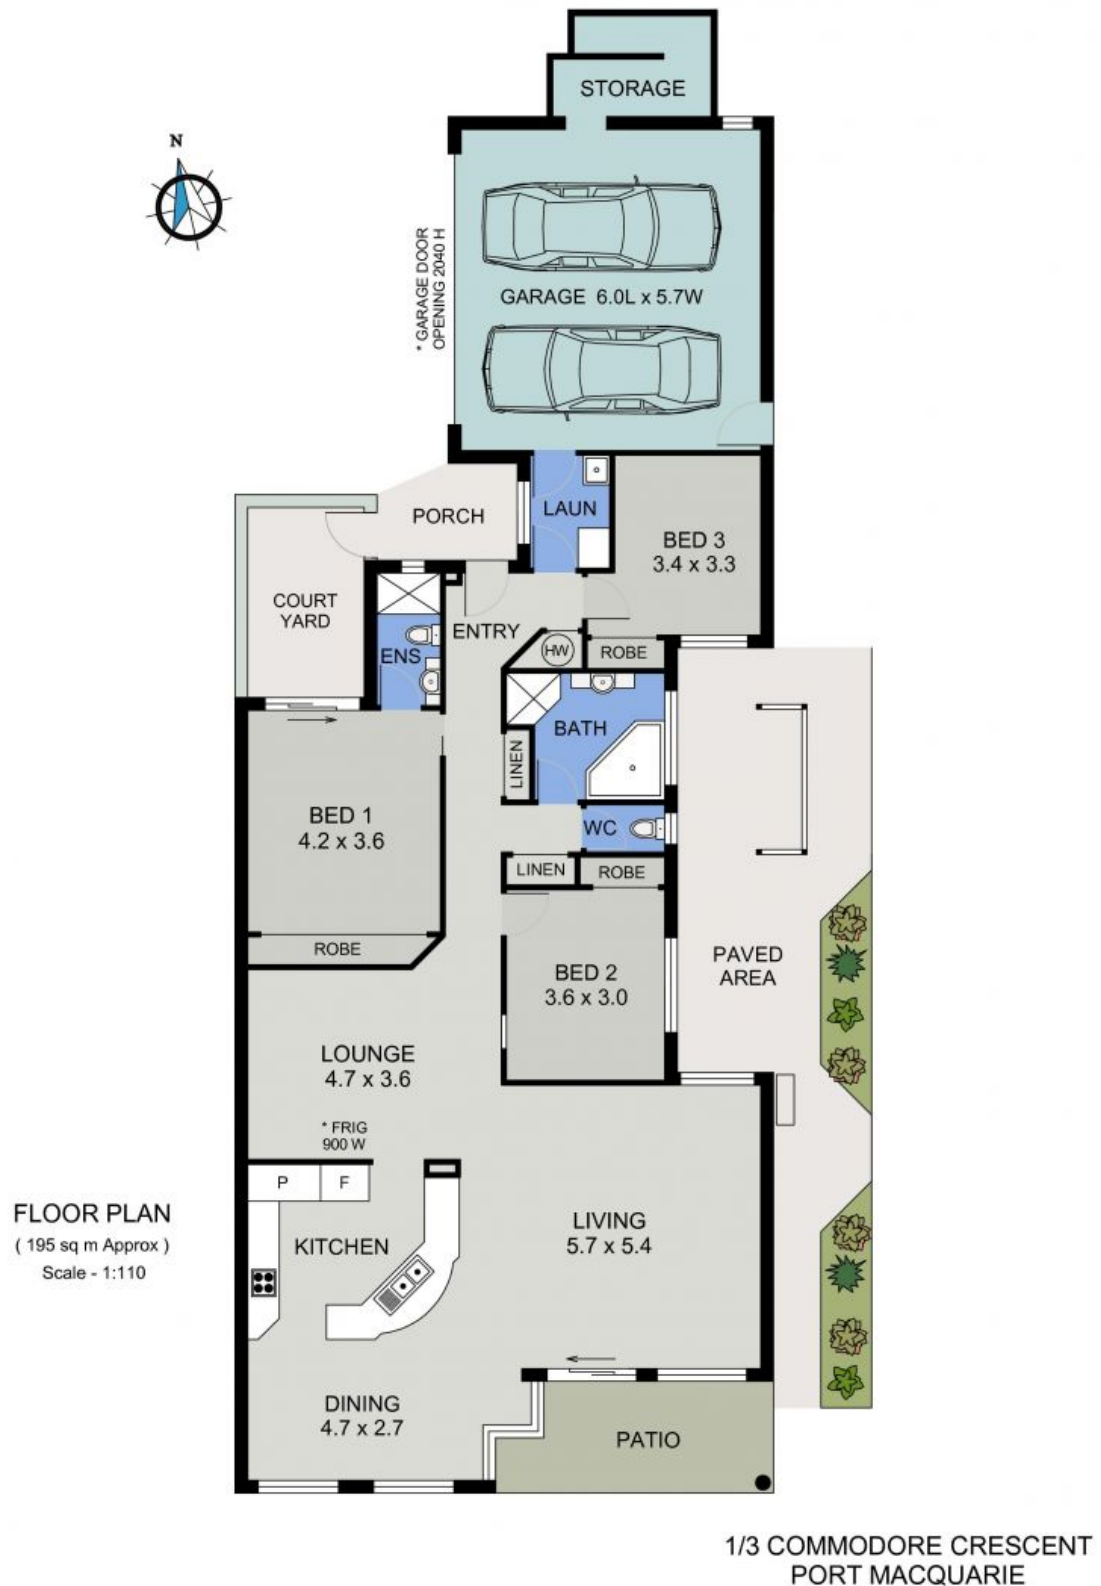 STORAGE
N
* GARAGE DOOR
OPENING 2040 H
GARAGE 6.0L x 5.7W
LAUN
PORCH
BED 3
3.4 x 3.3
COURT
YARD
ENTRY
HW
ROBE
ENS
BATH
LINEN
BED 1
4.2 x 3.6
WC
LINEN
ROBE
ROBE
PAVED
AREA
BED 2
3.6 x 3.0
LOUNGE
4.7 x 3.6
* FRIG
900 W
P
F
FLOOR PLAN
( 195 sq m Approx )
Scale - 1:110
KITCHEN
LIVING
5.7 x 5.4
DINING
4.7 x 2.7
PATIO
1/3 COMMODORE CRESCENT
PORT MACQUARIE